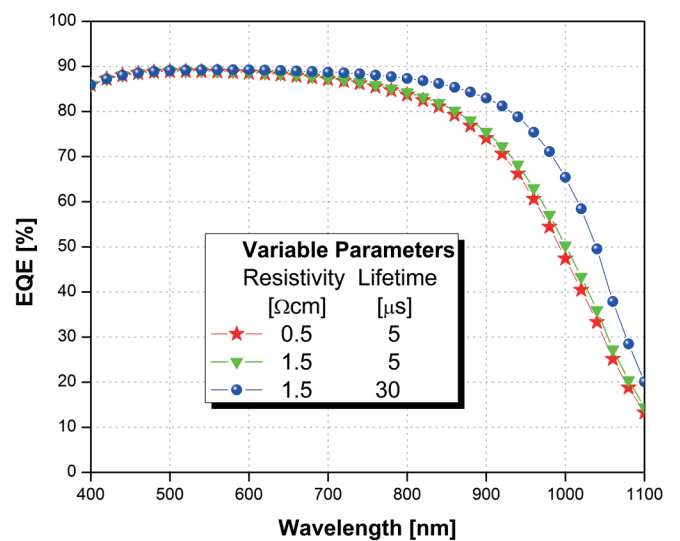 100
90
80
70
60
50
40
30
20
10
0
EQE [%]
Variable Parameters
Resistivity Lifetime
[Ωcm] [μs]
0.5 5
1.5 5
1.5 30
400 500 600 700 800 900 1000 1100
Wavelength [nm]